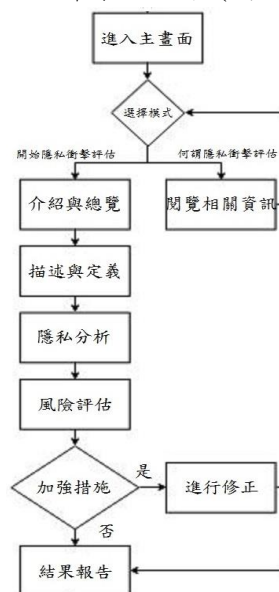 進入主畫面
選擇模式
開始隱私衝擊評估
何謂隱私衝擊評估
介紹與總覽
閱覽相關資訊
描述與定義
隱私分析
風險評估
加強措施
是
進行修正
否
結果報告